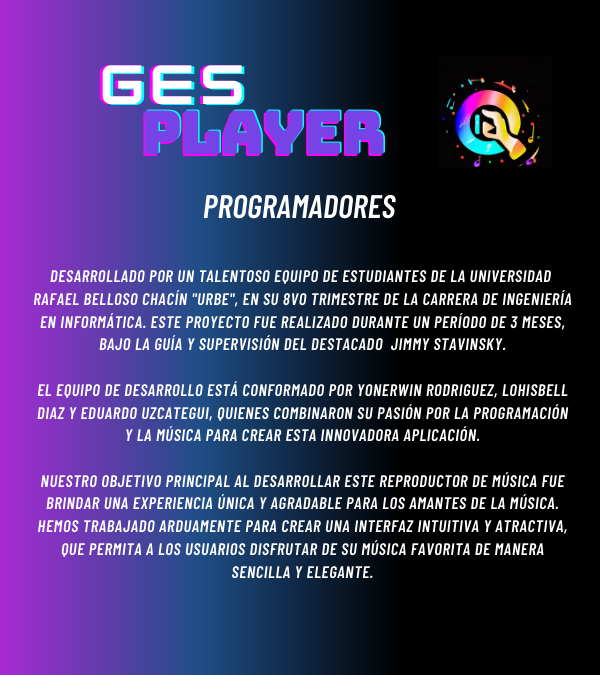 GES
PLAYER
PROGRAMADORES
DESARROLLADO POR UN TALENTOSO EQUIPO DE ESTUDIANTES DE LA UNIVERSIDAD
RAFAEL BELLOSO CHACÍN "URBE", EN SU 8VO TRIMESTRE DE LA CARRERA DE INGENIERÍA
EN INFORMÁTICA. ESTE PROYECTO FUE REALIZADO DURANTE UN PERÍODO DE 3 MESES,
BAJO LA GUÍA Y SUPERVISIÓN DEL DESTACADO JIMMY STAVINSKY.
EL EQUIPO DE DESARROLLO ESTÁ CONFORMADO POR YONERWIN RODRIGUEZ, LOHISBELL
DIAZ Y EDUARDO UZCATEGUI, QUIENES COMBINARON SU PASIÓN POR LA PROGRAMACIÓN
Y LA MÚSICA PARA CREAR ESTA INNOVADORA APLICACIÓN.
NUESTRO OBJETIVO PRINCIPAL AL DESARROLLAR ESTE REPRODUCTOR DE MÚSICA FUE
BRINDAR UNA EXPERIENCIA ÚNICA Y AGRADABLE PARA LOS AMANTES DE LA MÚSICA.
HEMOS TRABAJADO ARDUAMENTE PARA CREAR UNA INTERFAZ INTUITIVA Y ATRACTIVA,
QUE PERMITA A LOS USUARIOS DISFRUTAR DE SU MÚSICA FAVORITA DE MANERA
SENCILLA Y ELEGANTE.